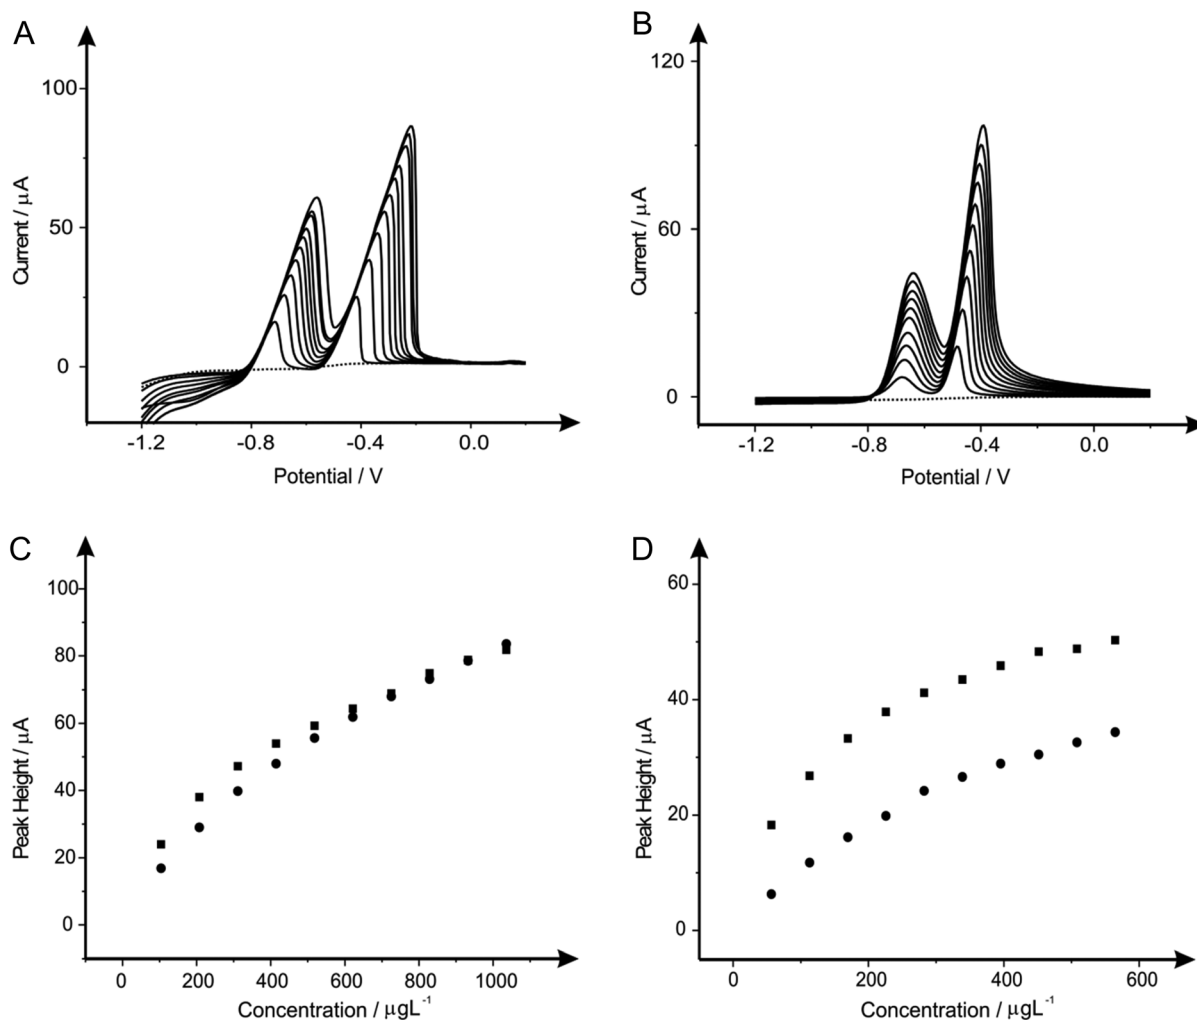 A
Current / μA
100
50
0
-1.2 -0.8 -0.4 0.0
Potential / V
B
Current / μA
120
60
0
-1.2 -0.8 -0.4 0.0
Potential / V
C
Peak Height / μA
100
80
60
40
20
0
0 200 400 600 800 1000
Concentration / μgL⁻¹
D
Peak Height / μA
60
40
20
0
0 200 400 600
Concentration / μgL⁻¹